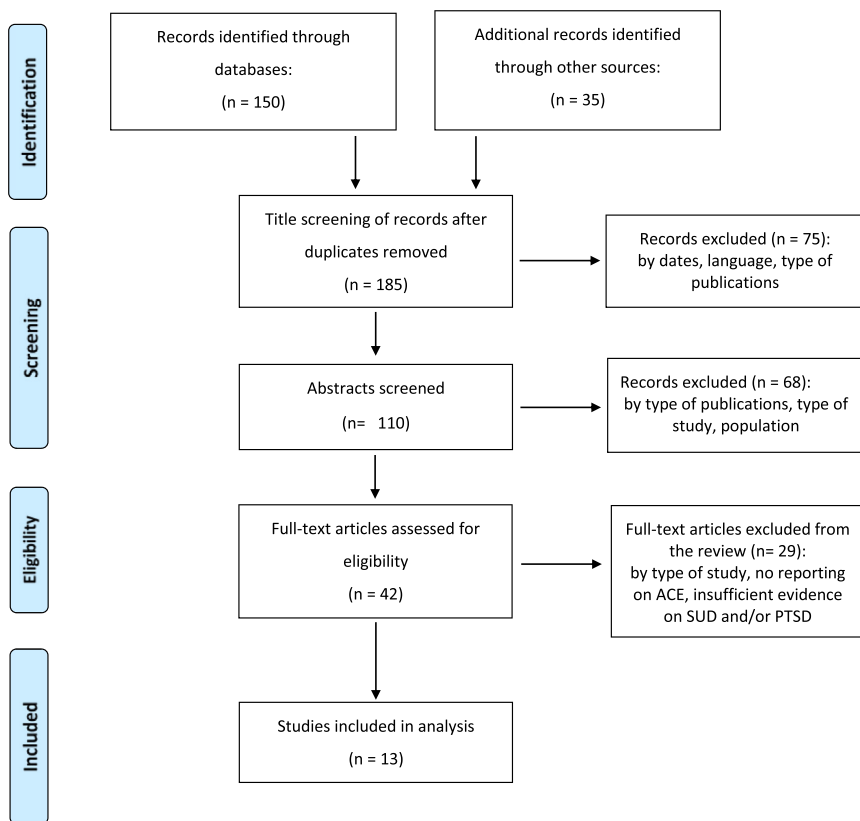 Identification
Records identified through
databases:
(n = 150)
Additional records identified
through other sources:
(n = 35)
Screening
Title screening of records after
duplicates removed
(n = 185)
Records excluded (n = 75):
by dates, language, type of
publications
Abstracts screened
(n= 110)
Records excluded (n = 68):
by type of publications, type of
study, population
Eligibility
Full-text articles assessed for
eligibility
(n = 42)
Full-text articles excluded from
the review (n= 29):
by type of study, no reporting
on ACE, insufficient evidence
on SUD and/or PTSD
Included
Studies included in analysis
(n = 13)